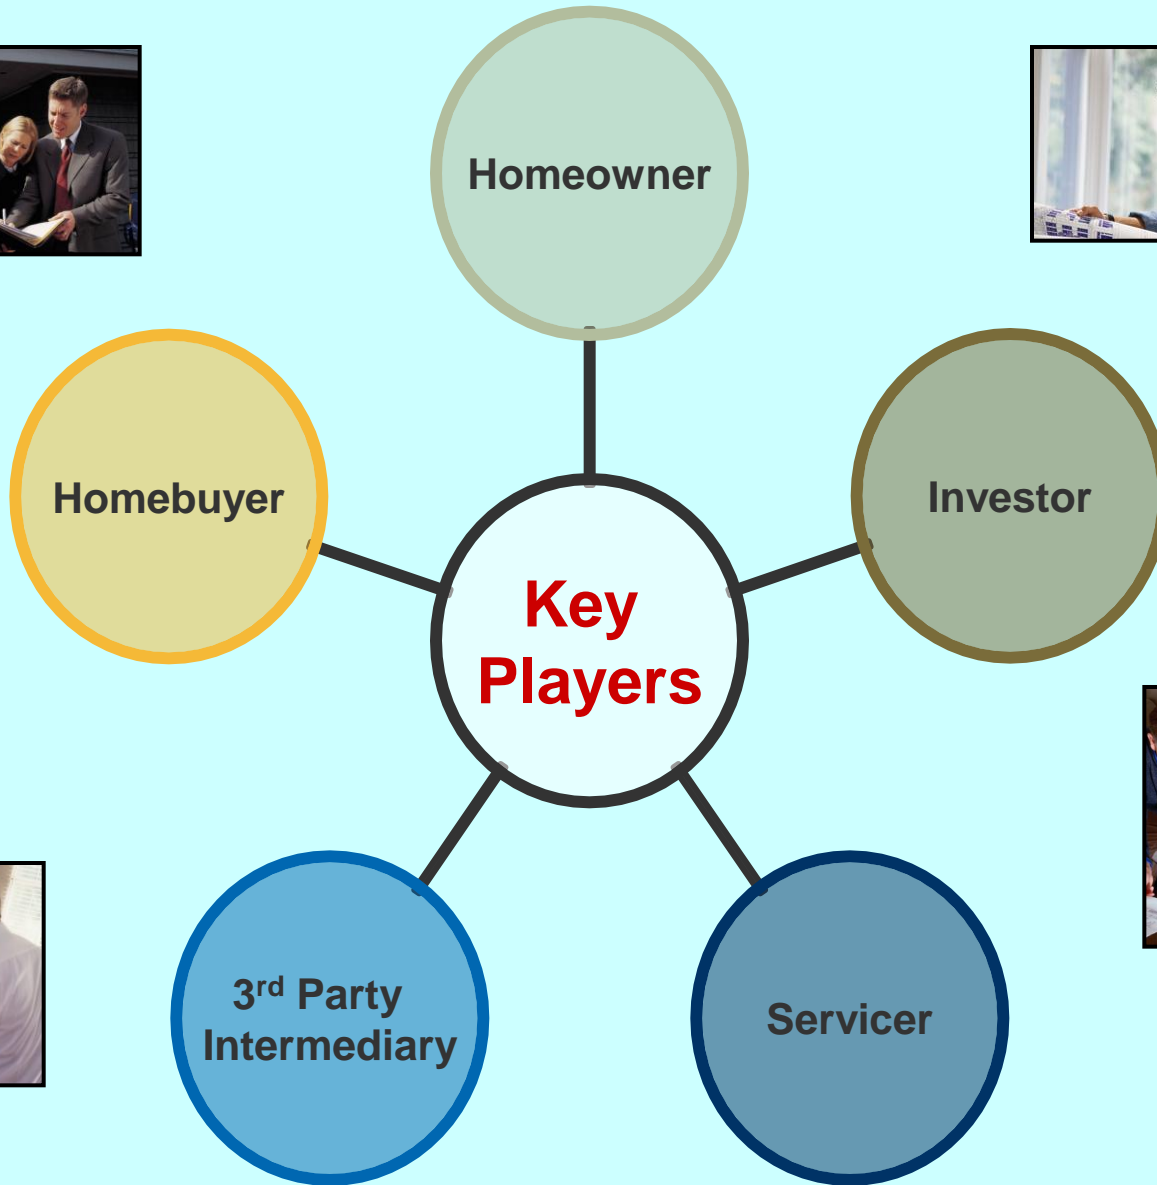 Homeowner
Homebuyer
Investor
Key
Players
3rd Party
Intermediary
Servicer